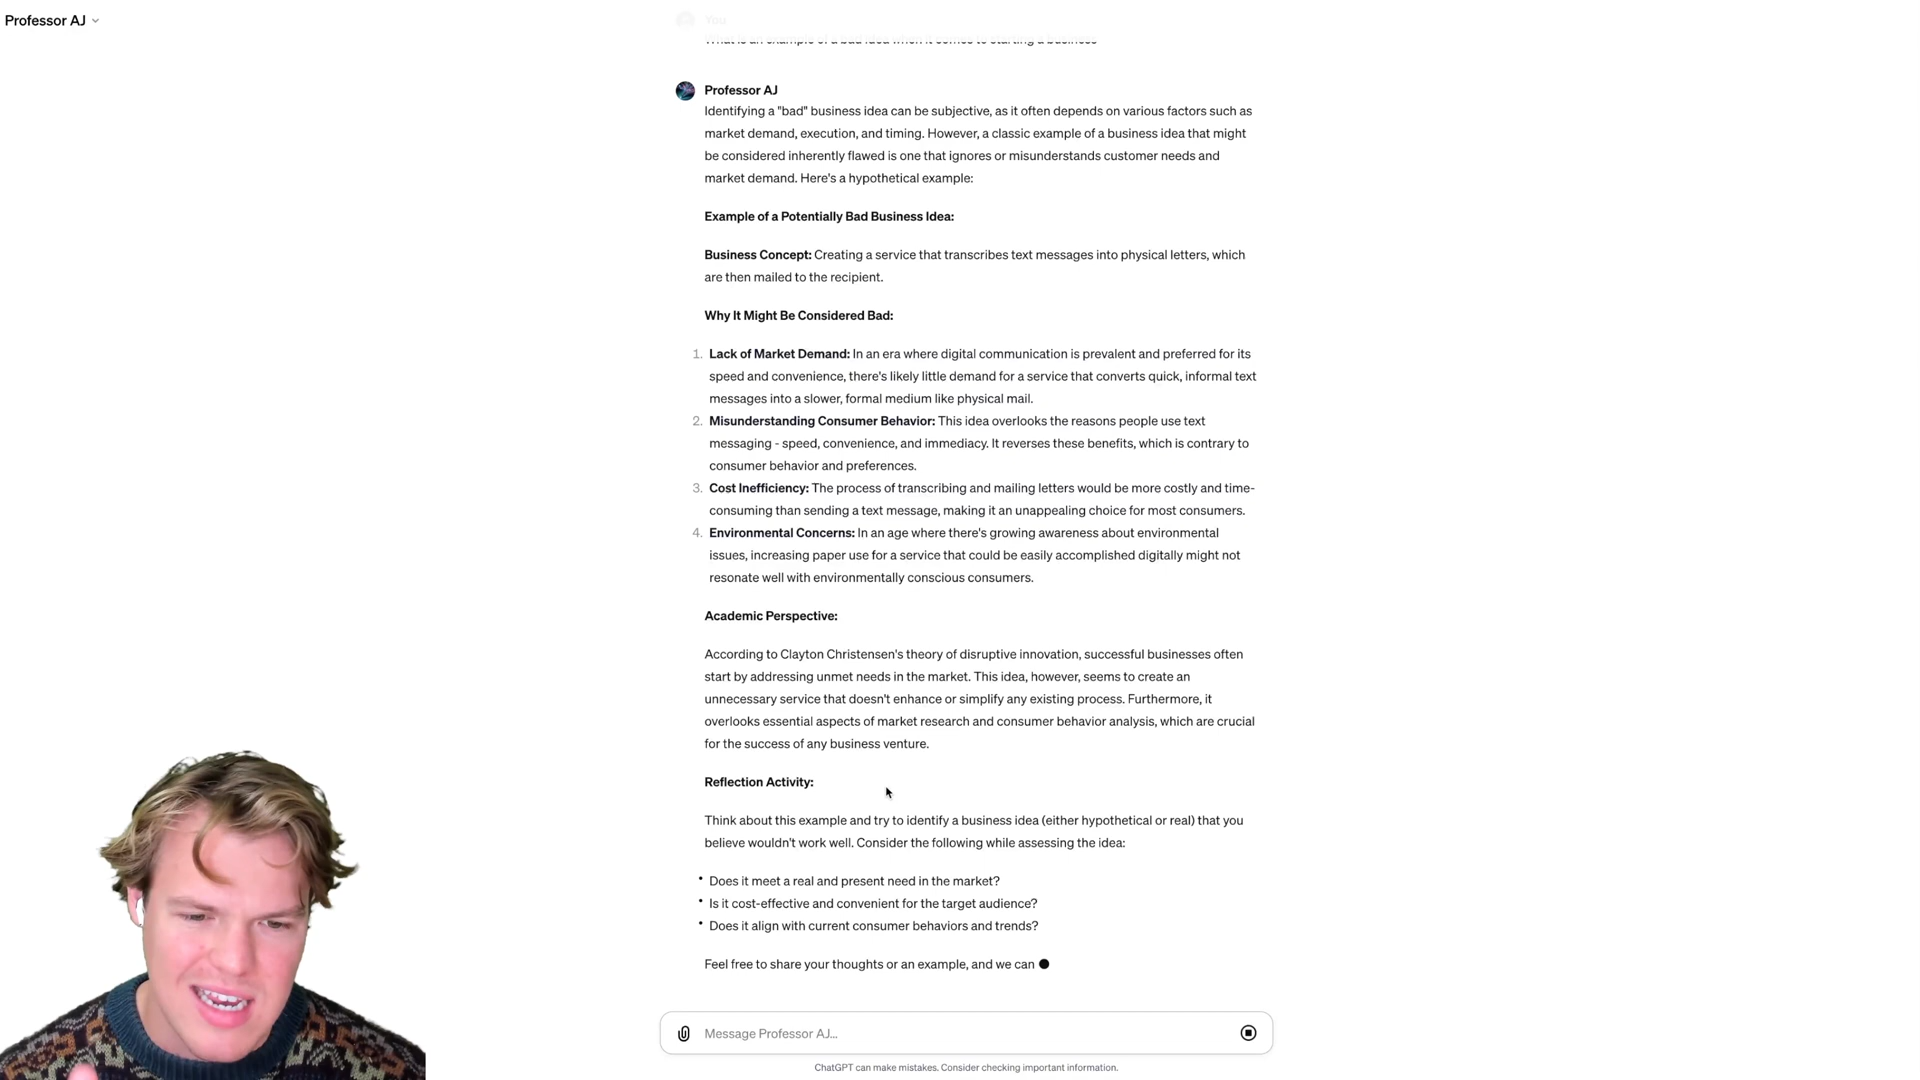 Professor AJ
You
What is an example of a bad idea when it comes to starting a business
Professor AJ
Identifying a "bad" business idea can be subjective, as it often depends on various factors such as
market demand, execution, and timing. However, a classic example of a business idea that might
be considered inherently flawed is one that ignores or misunderstands customer needs and
market demand. Here's a hypothetical example:
Example of a Potentially Bad Business Idea:
Business Concept: Creating a service that transcribes text messages into physical letters, which
are then mailed to the recipient.
Why It Might Be Considered Bad:
1. Lack of Market Demand: In an era where digital communication is prevalent and preferred for its
speed and convenience, there's likely little demand for a service that converts quick, informal text
messages into a slower, formal medium like physical mail.
2. Misunderstanding Consumer Behavior: This idea overlooks the reasons people use text
messaging - speed, convenience, and immediacy. It reverses these benefits, which is contrary to
consumer behavior and preferences.
3. Cost Inefficiency: The process of transcribing and mailing letters would be more costly and time-
consuming than sending a text message, making it an unappealing choice for most consumers.
4. Environmental Concerns: In an age where there's growing awareness about environmental
issues, increasing paper use for a service that could be easily accomplished digitally might not
resonate well with environmentally conscious consumers.
Academic Perspective:
According to Clayton Christensen's theory of disruptive innovation, successful businesses often
start by addressing unmet needs in the market. This idea, however, seems to create an
unnecessary service that doesn't enhance or simplify any existing process. Furthermore, it
overlooks essential aspects of market research and consumer behavior analysis, which are crucial
for the success of any business venture.
Reflection Activity:
Think about this example and try to identify a business idea (either hypothetical or real) that you
believe wouldn't work well. Consider the following while assessing the idea:
• Does it meet a real and present need in the market?
• Is it cost-effective and convenient for the target audience?
• Does it align with current consumer behaviors and trends?
Feel free to share your thoughts or an example, and we can
Message Professor AJ...
ChatGPT can make mistakes. Consider checking important information.